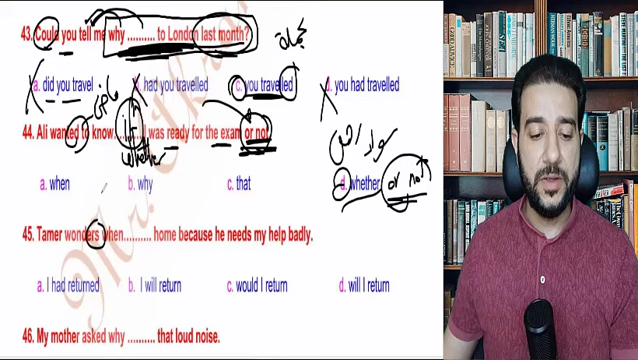 43. Could you tell me why .......... to London last month?
جملة
a. did you travel b. had you travelled c. you travelled d. you had travelled
ماضي
44. Ali wanted to know.......... I was ready for the exam or not.
if
whether
a. when b. why c. that d. whether or not
45. Tamer wonders when.......... home because he needs my help badly.
a. I had returned b. I will return c. would I return d. will I return
46. My mother asked why .......... that loud noise.